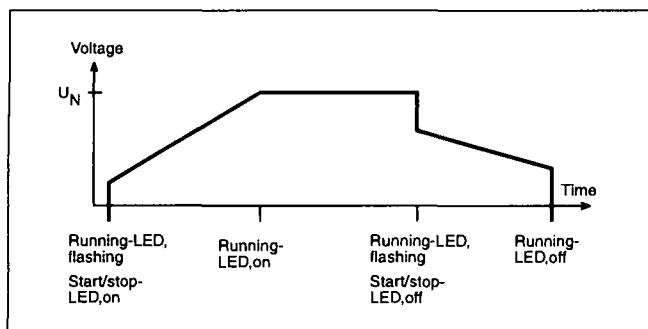 Voltage
UN
Time
Running-LED,
flashing
Start/stop-
LED,on
Running-
LED,on
Running-LED,
flashing
Start/stop-
LED,off
Running-
LED,off